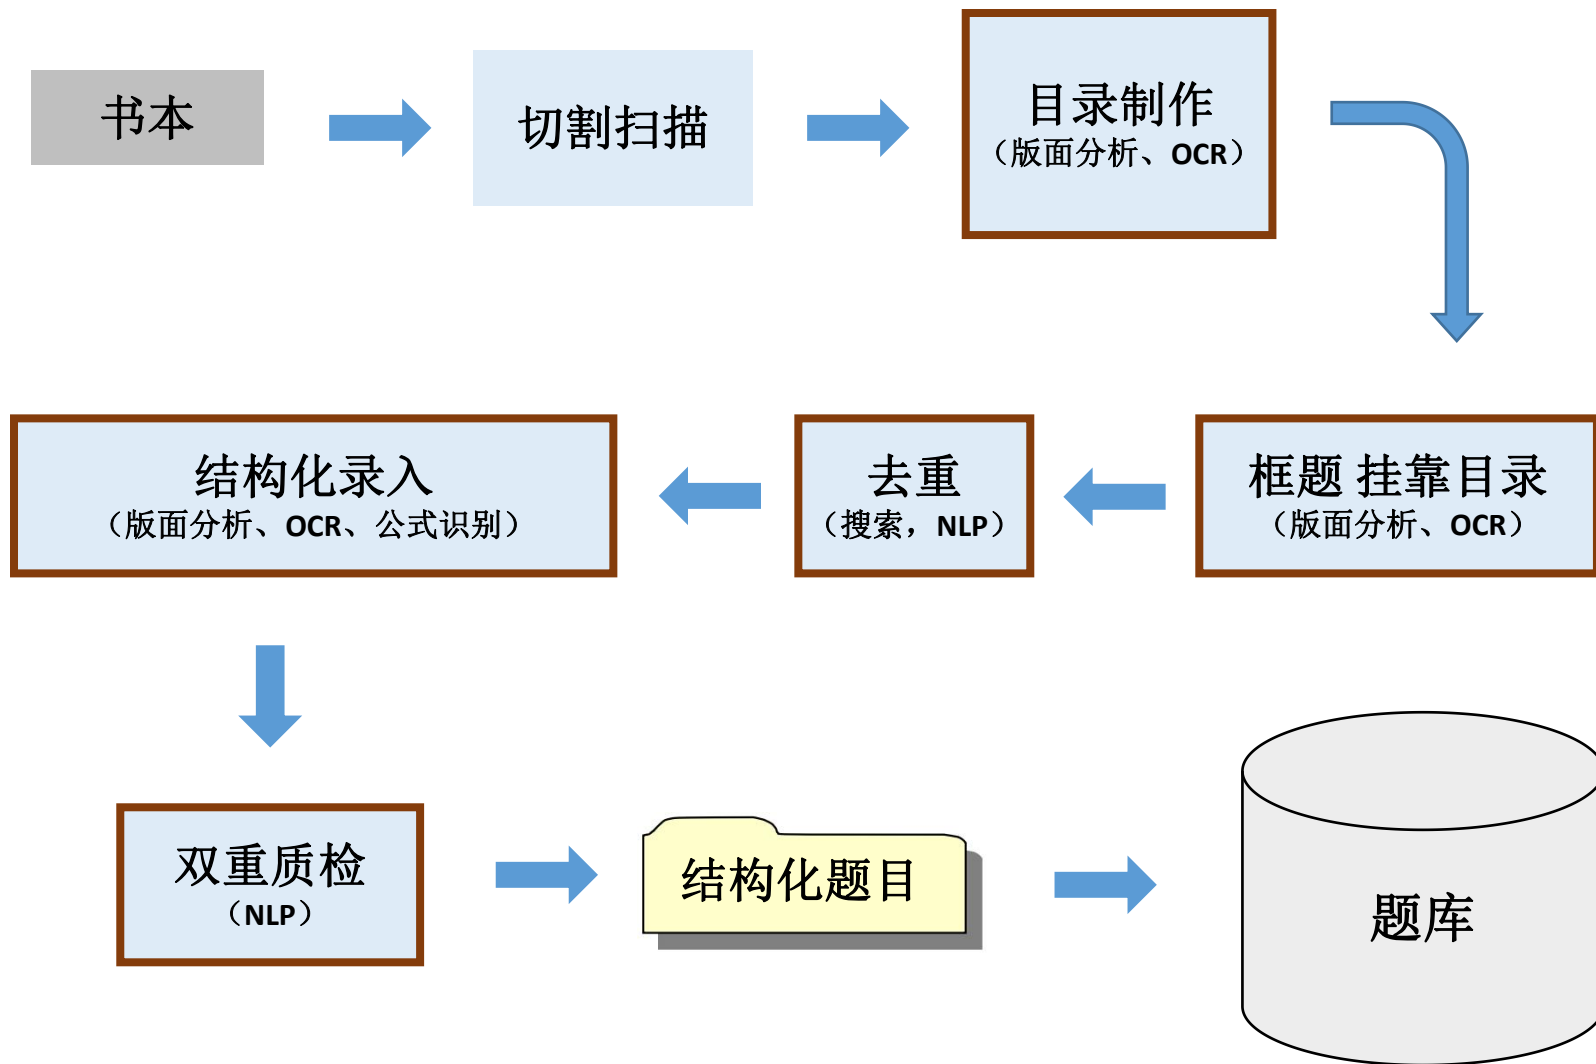 书本
切割扫描
目录制作
（版面分析、OCR）
框题 挂靠目录
（版面分析、OCR）
去重
（搜索，NLP）
结构化录入
（版面分析、OCR、公式识别）
双重质检
（NLP）
结构化题目
题库